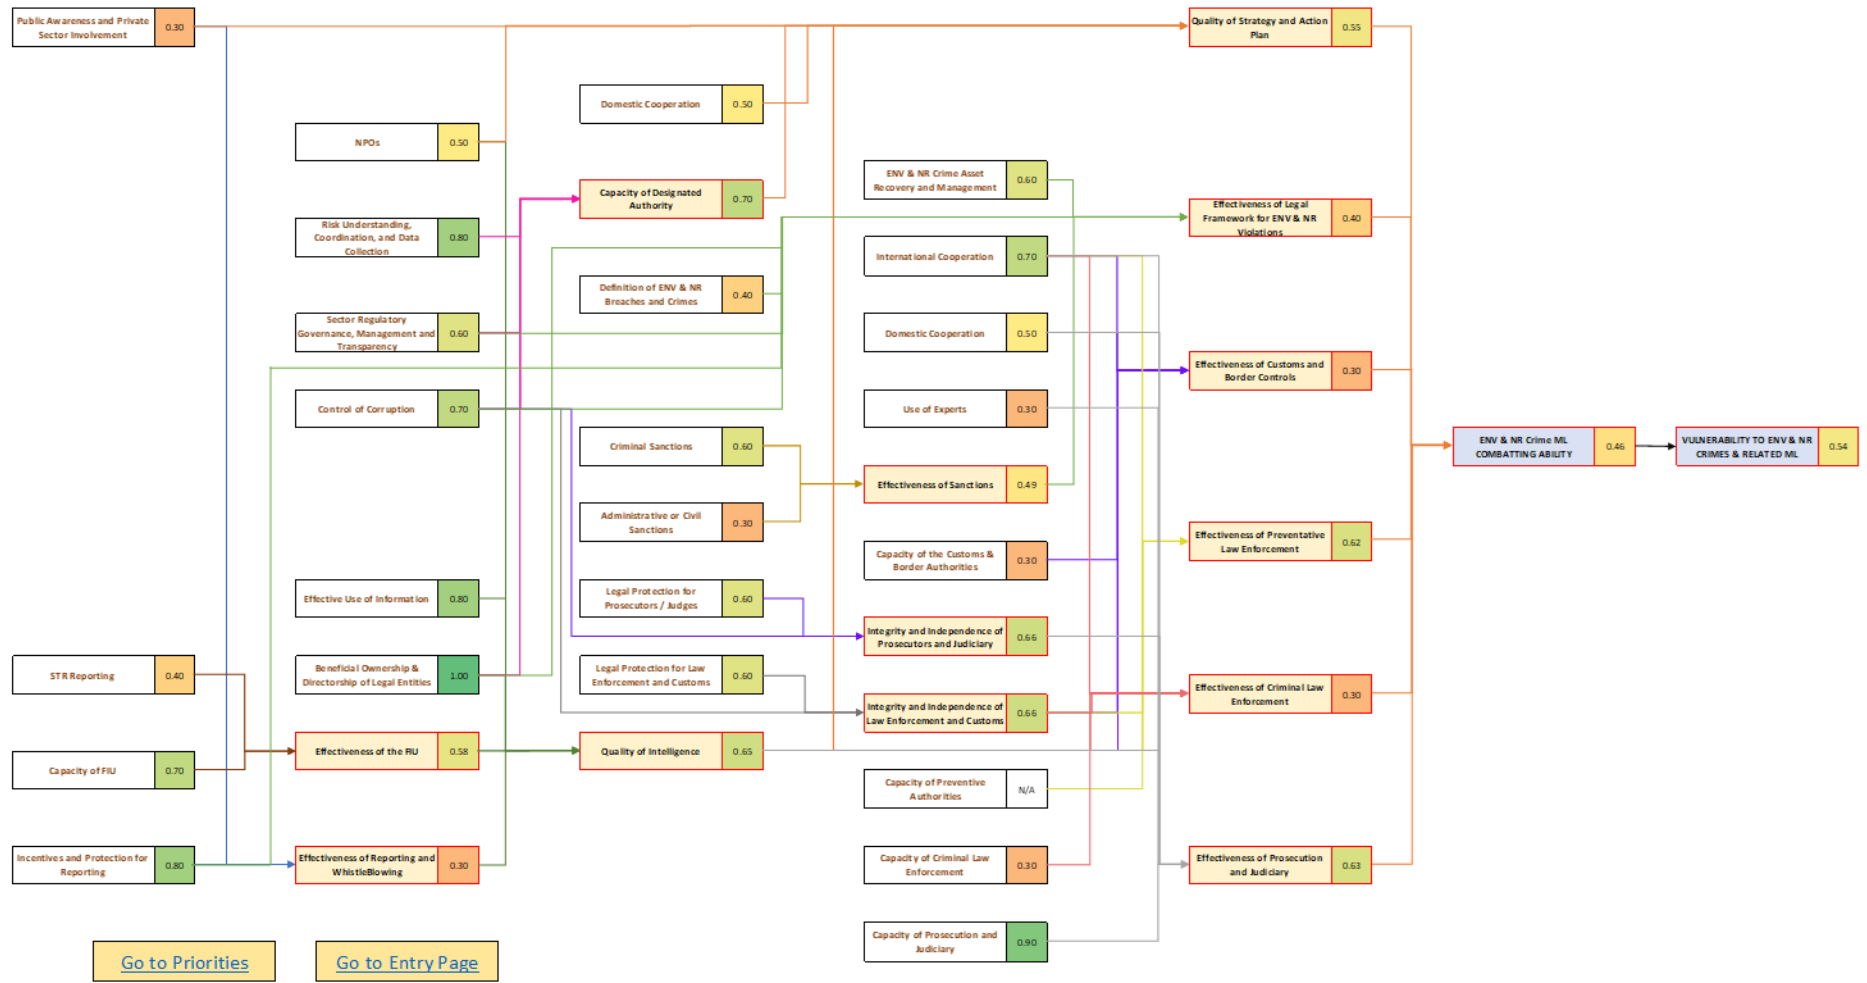 Public Awareness and Private
Sector Involvement
0.30
STR Reporting
0.40
Capacity of FIU
0.70
Incentives and Protection for
Reporting
0.80
NPOs
0.50
Risk Understanding,
Coordination, and Data
Collection
0.80
Sector Regulatory
Governance, Management and
Transparency
0.60
Control of Corruption
0.70
Effective Use of Information
0.80
Beneficial Ownership &
Directorship of Legal Entities
1.00
Effectiveness of the FIU
0.58
Effectiveness of Reporting and
WhistleBlowing
0.30
Domestic Cooperation
0.50
Capacity of Designated
Authority
0.70
Definition of ENV & NR
Breaches and Crimes
0.40
Criminal Sanctions
0.60
Administrative or Civil
Sanctions
0.30
Legal Protection for
Prosecutors / Judges
0.60
Legal Protection for Law
Enforcement and Customs
0.60
Quality of Intelligence
0.65
ENV & NR Crime Asset
Recovery and Management
0.60
International Cooperation
0.70
Domestic Cooperation
0.50
Use of Experts
0.30
Effectiveness of Sanctions
0.49
Capacity of the Customs &
Border Authorities
0.30
Integrity and Independence of
Prosecutors and Judiciary
0.66
Integrity and Independence of
Law Enforcement and Customs
0.66
Capacity of Preventive
Authorities
N/A
Capacity of Criminal Law
Enforcement
0.30
Capacity of Prosecution and
Judiciary
0.90
Quality of Strategy and Action
Plan
0.55
Effectiveness of Legal
Framework for ENV & NR
Violations
0.40
Effectiveness of Customs and
Border Controls
0.30
Effectiveness of Preventative
Law Enforcement
0.62
Effectiveness of Criminal Law
Enforcement
0.30
Effectiveness of Prosecution
and Judiciary
0.63
ENV & NR Crime ML
COMBATTING ABILITY
0.46
VULNERABILITY TO ENV & NR
CRIMES & RELATED ML
0.54
Go to Priorities
Go to Entry Page